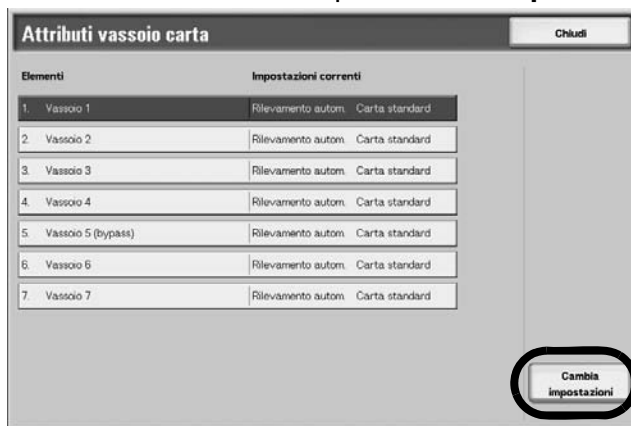 Attributi vassoio carta
Chiudi
Elementi Impostazioni correnti
1. Vassoio 1 Rilevamento autom. Carta standard
2. Vassoio 2 Rilevamento autom. Carta standard
3. Vassoio 3 Rilevamento autom. Carta standard
4. Vassoio 4 Rilevamento autom. Carta standard
5. Vassoio 5 (bypass) Rilevamento autom. Carta standard
6. Vassoio 6 Rilevamento autom. Carta standard
7. Vassoio 7 Rilevamento autom. Carta standard
Cambia
impostazioni